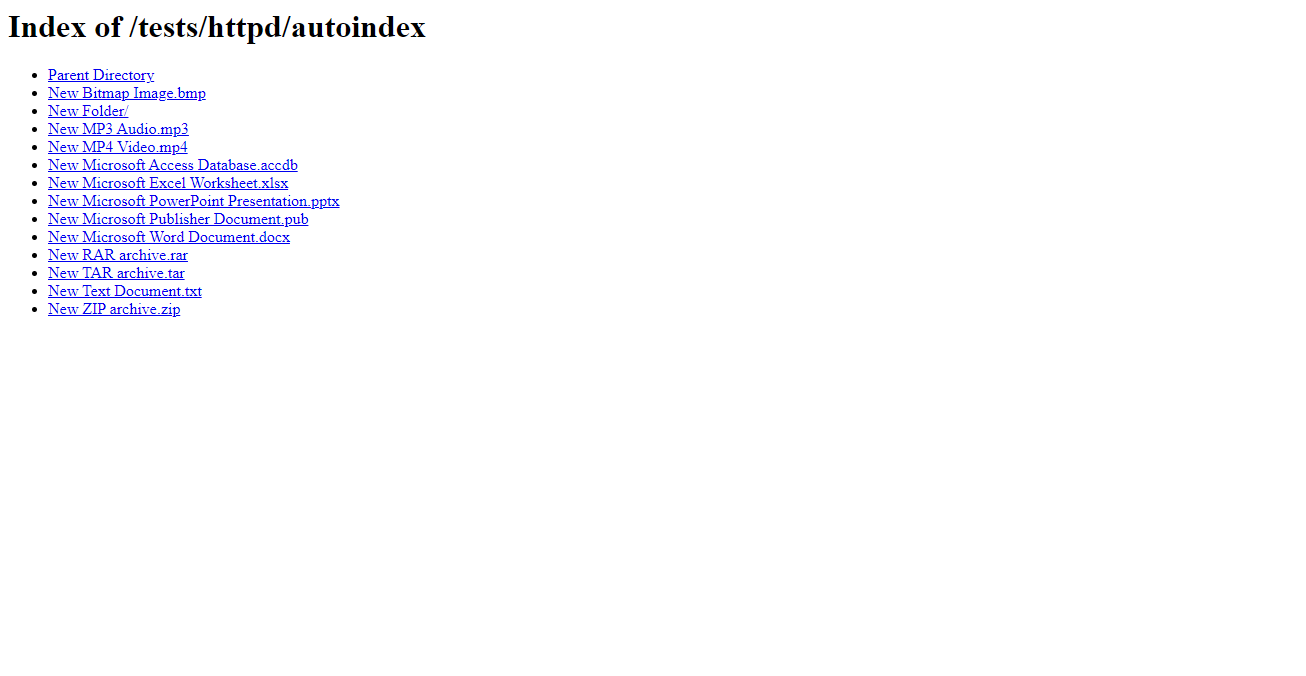 Index of /tests/httpd/autoindex
Parent Directory
New Bitmap Image.bmp
New Folder/
New MP3 Audio.mp3
New MP4 Video.mp4
New Microsoft Access Database.accdb
New Microsoft Excel Worksheet.xlsx
New Microsoft PowerPoint Presentation.pptx
New Microsoft Publisher Document.pub
New Microsoft Word Document.docx
New RAR archive.rar
New TAR archive.tar
New Text Document.txt
New ZIP archive.zip